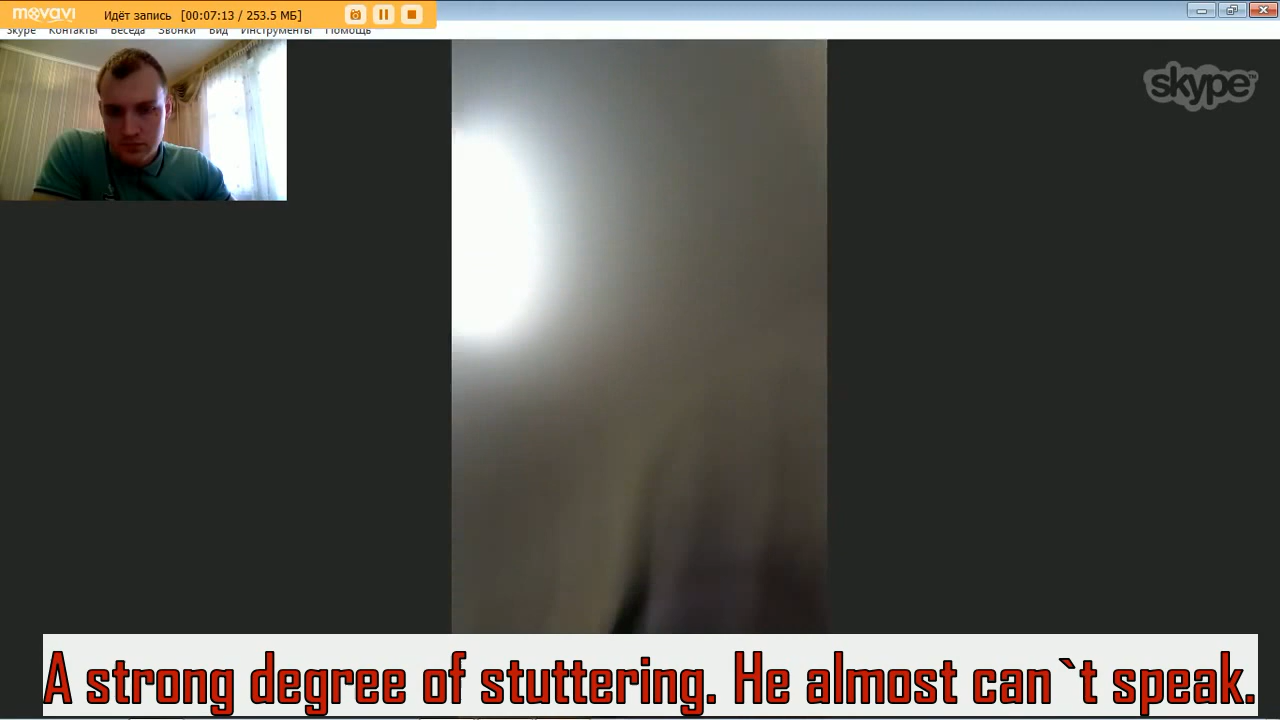 movavi Идёт запись [00:07:13 / 253.5 МБ]
Skype Контакты Беседа Звонки Вид Инструменты Помощь
skype™
A strong degree of stuttering. He almost can`t speak.